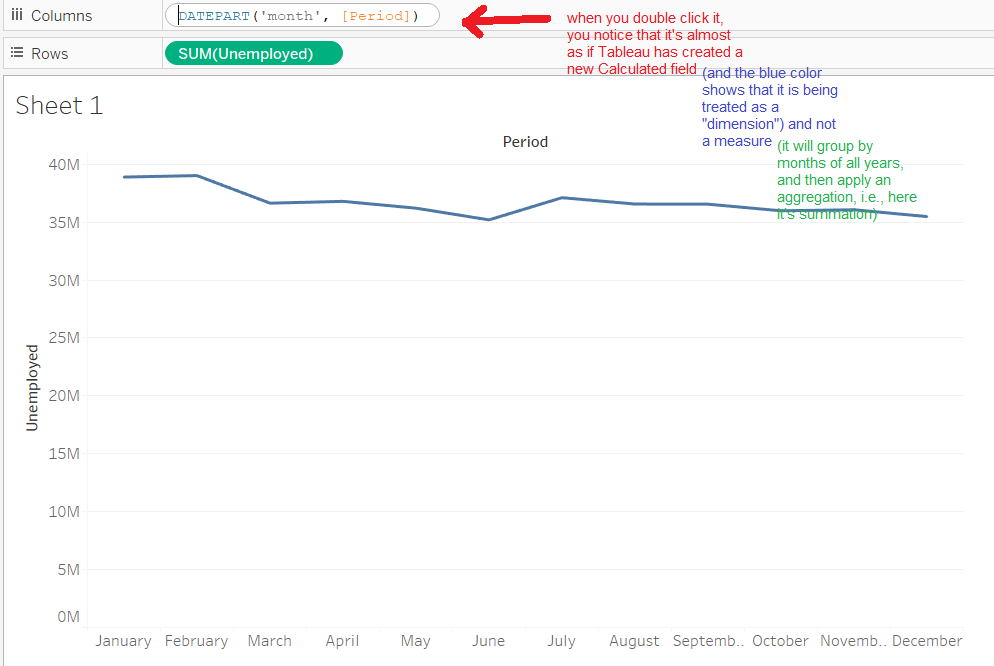 Columns
DATEPART('month', [Period])
when you double click it,
you notice that it's almost
as if Tableau has created a
new Calculated field
Rows
SUM(Unemployed)
(and the blue color
shows that it is being
treated as a
"dimension") and not
a measure
Sheet 1
Period
(it will group by
months of all years,
and then apply an
aggregation, i.e., here
it's summation)
Unemployed
40M
35M
30M
25M
20M
15M
10M
5M
0M
January February March April May June July August Septemb.. October Novemb.. December